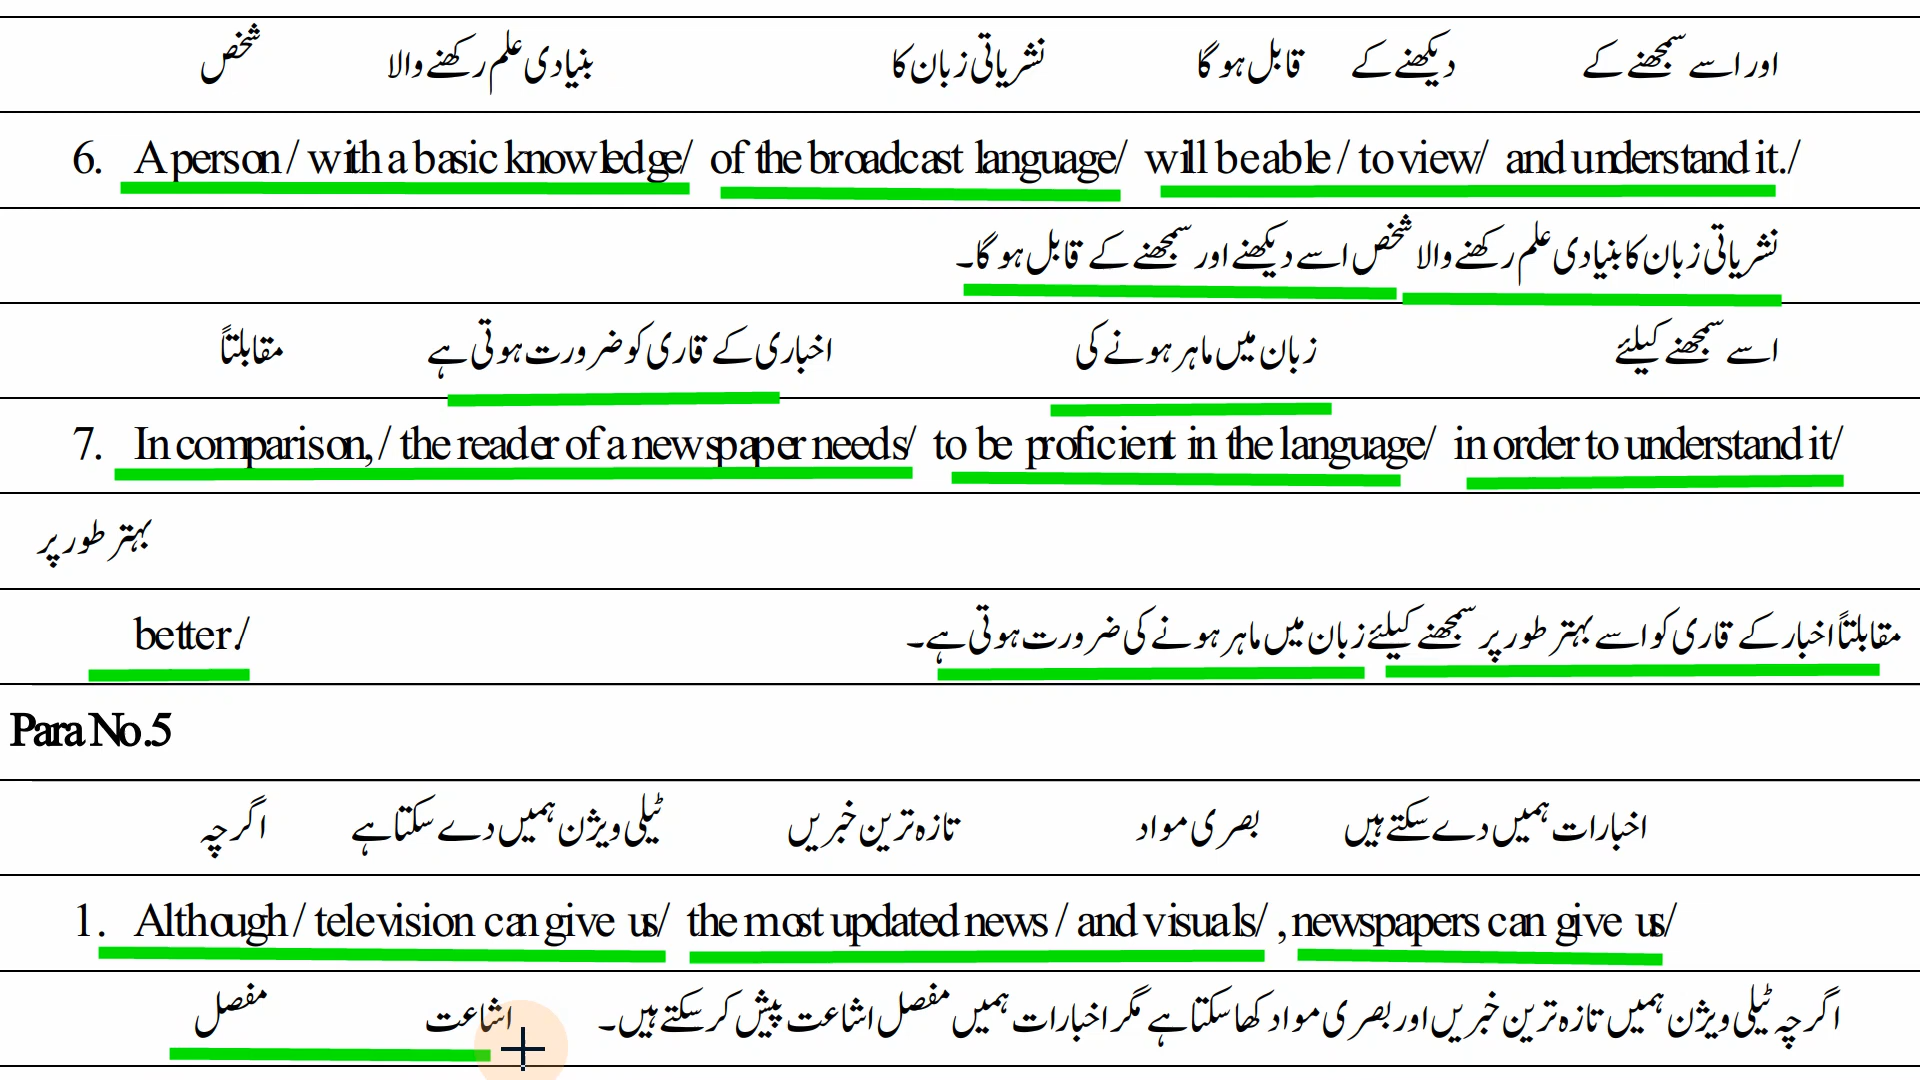 شخص بنیادی علم رکھنے والا نشریاتی زبان کا قابل ہو گا دیکھنے کے اور اسے سمجھنے کے
6. A person / with a basic knowledge/ of the broadcast language/ will be able / to view/ and understand it./
نشریاتی زبان کا بنیادی علم رکھنے والا شخص اسے دیکھنے اور سمجھنے کے قابل ہو گا۔
مقابلتاً اخباری کے قاری کو ضرورت ہوتی ہے زبان میں ماہر ہونے کی اسے سمجھنے کیلئے
7. In comparison, / the reader of a newspaper needs/ to be proficient in the language/ in order to understand it/
بہتر طور پر
better./ مقابلتاً اخبار کے قاری کو اسے بہتر طور پر سمجھنے کیلئے زبان میں ماہر ہونے کی ضرورت ہوتی ہے۔
Para No.5
اگرچہ ٹیلی ویژن ہمیں دے سکتا ہے تازہ ترین خبریں بصری مواد اخبارات ہمیں دے سکتے ہیں
1. Although / television can give us/ the most updated news / and visuals/ , newspapers can give us/
مفصل اشاعت اگرچہ ٹیلی ویژن ہمیں تازہ ترین خبریں اور بصری مواد دکھا سکتا ہے مگر اخبارات ہمیں مفصل اشاعت پیش کر سکتے ہیں۔